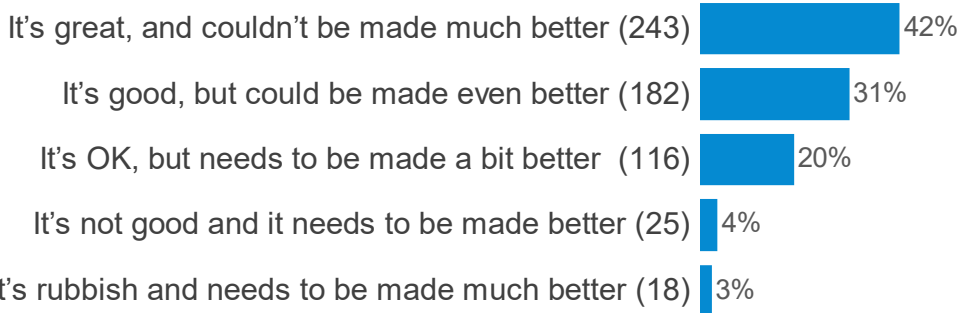 It's great, and couldn't be made much better (243) 42%
It's good, but could be made even better (182) 31%
It's OK, but needs to be made a bit better (116) 20%
It's not good and it needs to be made better (25) 4%
t's rubbish and needs to be made much better (18) 3%